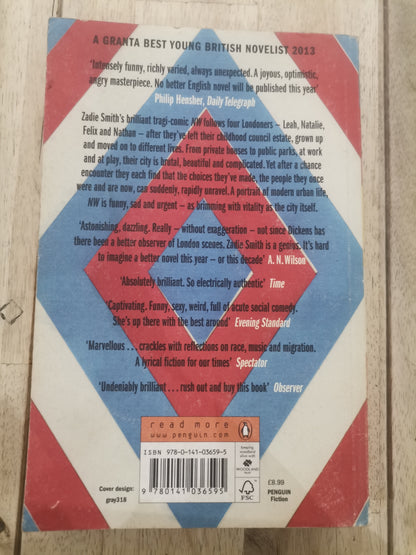 A GRANTA BEST YOUNG BRITISH NOVELIST 2013
‘Intensely funny, richly varied, always unexpected. A joyous, optimistic,
angry masterpiece. No better English novel will be published this year’
Philip Hensher, Daily Telegraph
Zadie Smith's brilliant tragi-comic NW follows four Londoners – Leah, Natalie,
Felix and Nathan – after they've left their childhood council estate, grown up
and moved on to different lives. From private houses to public parks, at work
and at play, their city is brutal, beautiful and complicated. Yet after a chance
encounter they each find that the choices they've made, the people they once
were and are now, can suddenly, rapidly unravel. A portrait of modern urban life,
NW is funny, sad and urgent – as brimming with vitality as the city itself.
‘Astonishing, dazzling. Really – without exaggeration – not since Dickens has
there been a better observer of London scenes. Zadie Smith is a genius. It's hard
to imagine a better novel this year – or this decade’ A. N. Wilson
‘Absolutely brilliant. So electrically authentic’ Time
‘Captivating. Funny, sexy, weird, full of acute social comedy.
She's up there with the best around’ Evening Standard
‘Marvellous . . . crackles with reflections on race, music and migration.
A lyrical fiction for our times’ Spectator
‘Undeniably brilliant . . . rush out and buy this book’ Observer
read more
www.penguin.com
ISBN 978-0-141-03659-5
9 780141 036595
keeping
woodland
alive with
WOODLAND
TRUST
FSC
Cover design:
gray318
£8.99
PENGUIN
Fiction